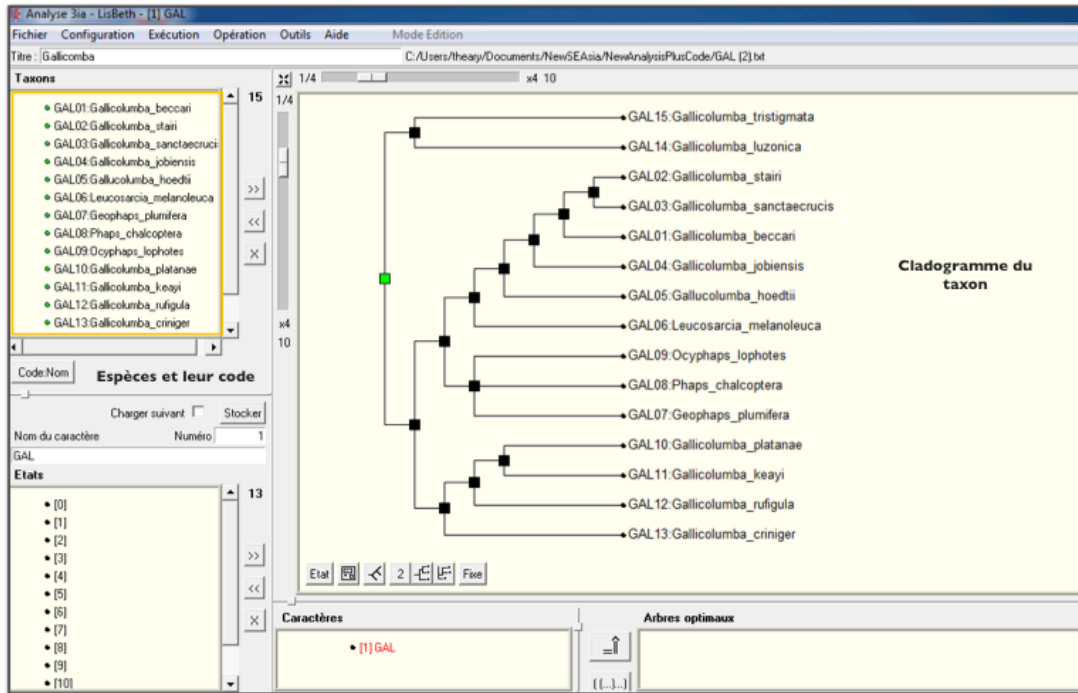 Analyse 3ia - LisBeth - [1] GAL
Fichier Configuration Exécution Opération Outils Aide Mode Edition
Titre : Gallicomba C:/Users/theary/Documents/NewSEAsia/NewAnalysisPlusCode/GAL (2).txt
Taxons
15
GAL01:Gallicolumba_beccari
GAL02:Gallicolumba_stairi
GAL03:Gallicolumba_sanctaecruci
GAL04:Gallicolumba_jobiensis
GAL05:Gallucolumba_hoedtii
GAL06:Leucosarcia_melanoleuca
GAL07:Geophaps_plumifera
GAL08:Phaps_chalcoptera
GAL09:Ocyphaps_lophotes
GAL10:Gallicolumba_platanae
GAL11:Gallicolumba_keayi
GAL12:Gallicolumba_rufigula
GAL13:Gallicolumba_criniger
>>
<<
X
Code:Nom
Espèces et leur code
Charger suivant
Stocker
Nom du caractère Numéro 1
GAL
Etats
13
[0]
[1]
[2]
[3]
[4]
[5]
[6]
[7]
[8]
[9]
[10]
>>
<<
X
1/4 x4 10
1/4
x4
10
GAL15:Gallicolumba_tristigmata
GAL14:Gallicolumba_luzonica
GAL02:Gallicolumba_stairi
GAL03:Gallicolumba_sanctaecrucis
GAL01:Gallicolumba_beccari
GAL04:Gallicolumba_jobiensis
GAL05:Gallucolumba_hoedtii
GAL06:Leucosarcia_melanoleuca
GAL09:Ocyphaps_lophotes
GAL08:Phaps_chalcoptera
GAL07:Geophaps_plumifera
GAL10:Gallicolumba_platanae
GAL11:Gallicolumba_keayi
GAL12:Gallicolumba_rufigula
GAL13:Gallicolumba_criniger
Cladogramme du
taxon
Etat 2 Fixe
Caractères
[1] GAL
Arbres optimaux
((...)...)